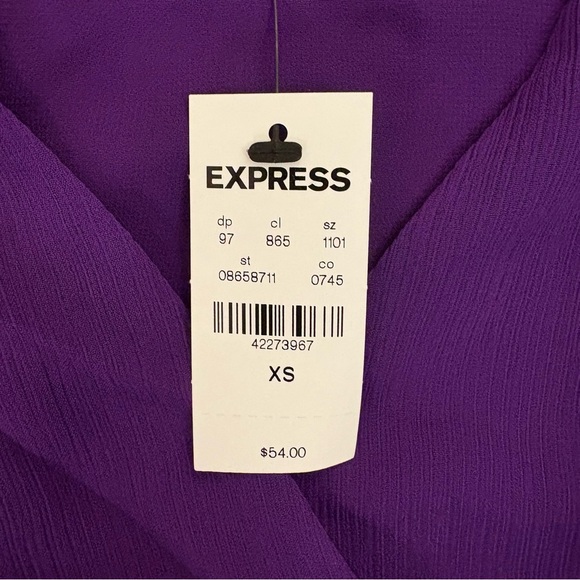 EXPRESS
dp cl sz
97 865 1101
st co
08658711 0745
42273967
XS
$54.00